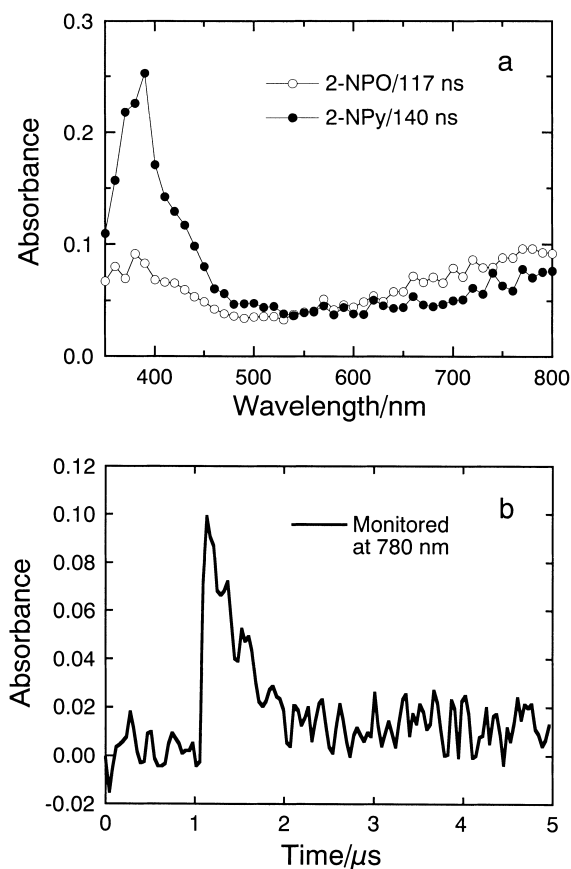 0.3
a
2-NPO/117 ns
2-NPy/140 ns
0.2
Absorbance
0.1
0.0
400 500 600 700 800
Wavelength/nm
0.12
b
0.10
Monitored
at 780 nm
0.08
0.06
Absorbance
0.04
0.02
0.00
-0.02
0 1 2 3 4 5
Time/μs